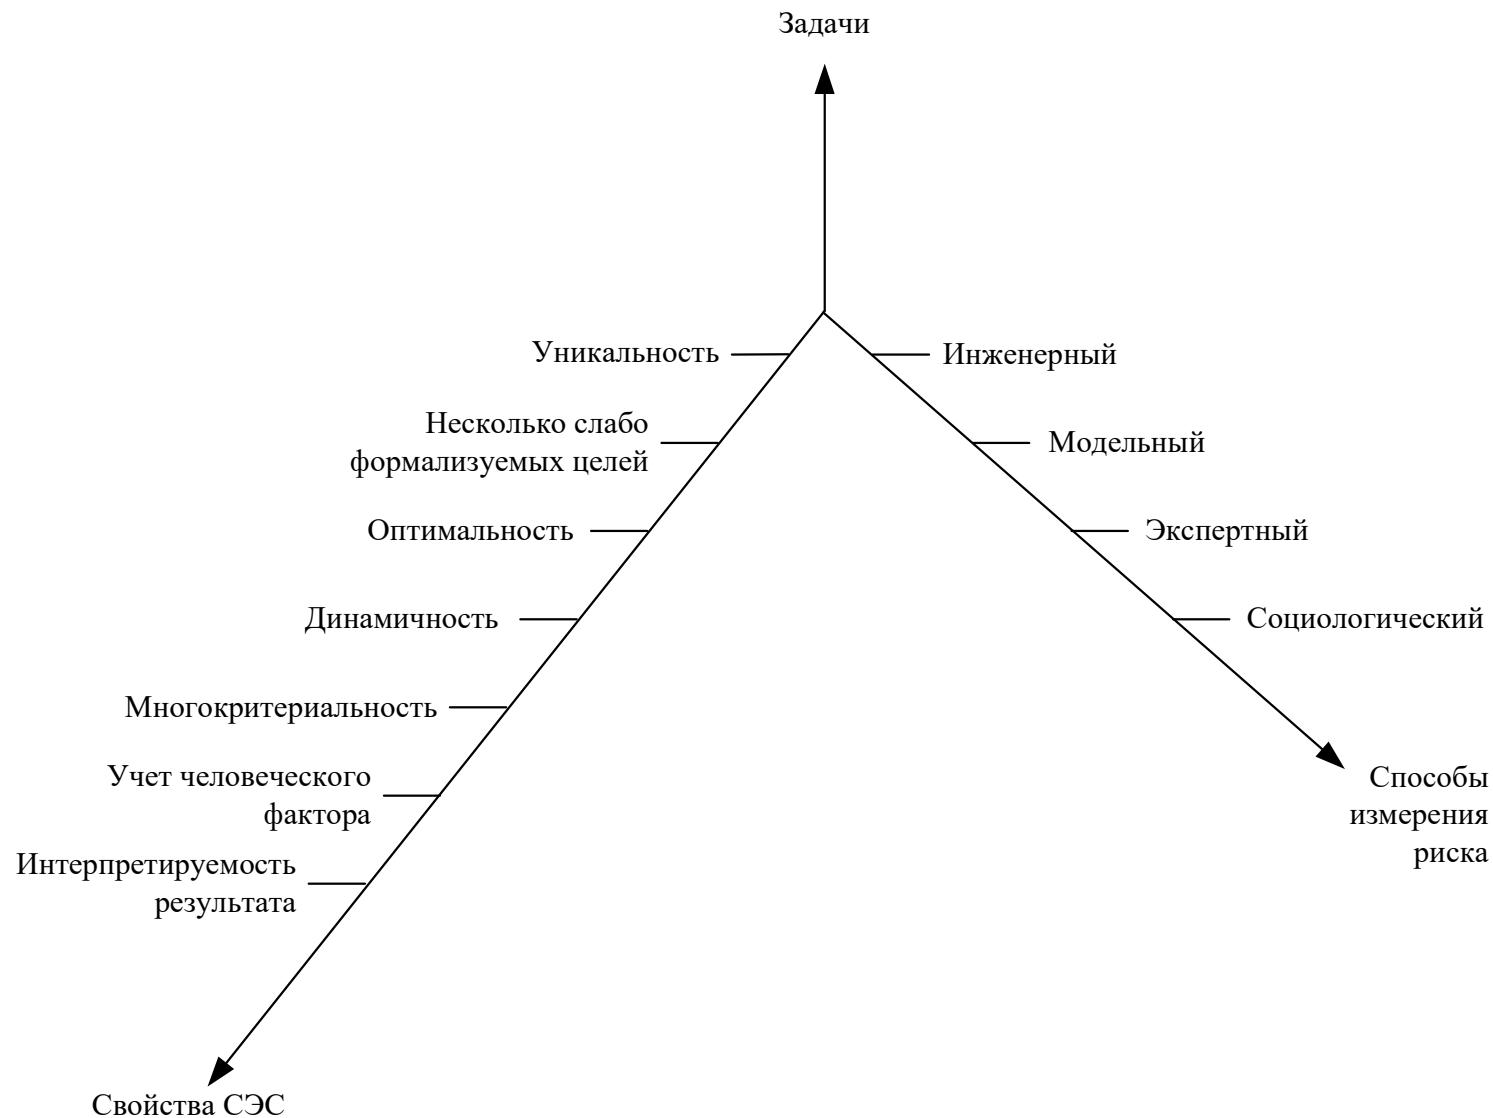 Задачи
Уникальность
Инженерный
Несколько слабо
формализуемых целей
Модельный
Оптимальность
Экспертный
Динамичность
Социологический
Многокритериальность
Учет человеческого
фактора
Способы
измерения
риска
Интерпретируемость
результата
Свойства СЭС